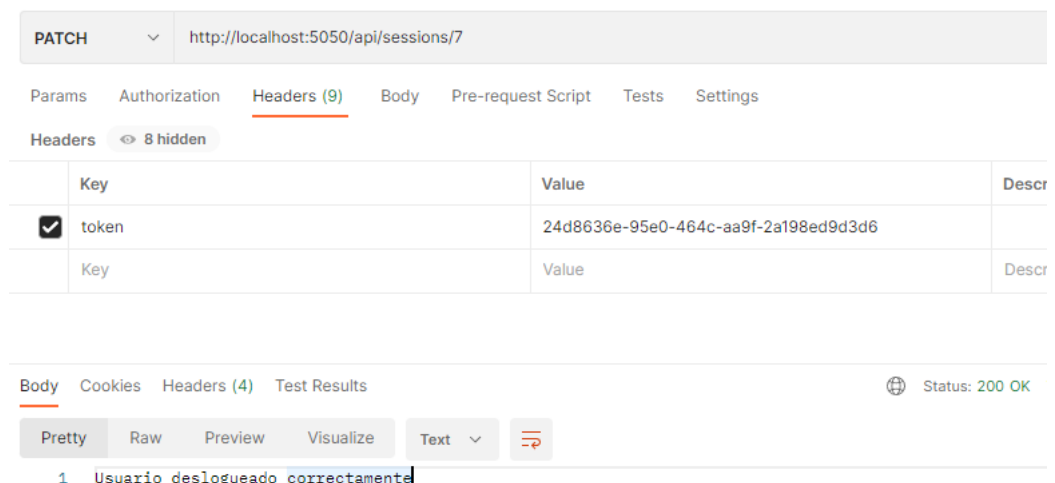 PATCH http://localhost:5050/api/sessions/7
Params Authorization Headers (9) Body Pre-request Script Tests Settings
Headers 8 hidden
Key Value Descr
token 24d8636e-95e0-464c-aa9f-2a198ed9d3d6
Key Value Descr
Body Cookies Headers (4) Test Results Status: 200 OK
Pretty Raw Preview Visualize Text
1 Usuario deslogueado correctamente